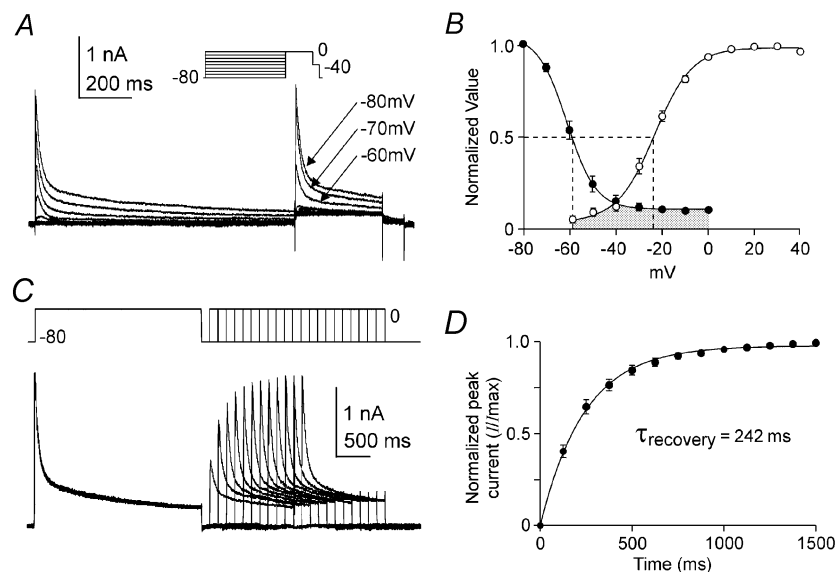 A
1 nA
200 ms
-80
0
-40
-80mV
-70mV
-60mV
B
Normalized Value
1.0
0.5
0
-80 -60 -40 -20 0 20 40
mV
C
-80
0
1 nA
500 ms
D
Normalized peak
current (I/Imax)
1.0
0.5
0
τrecovery = 242 ms
0 500 1000 1500
Time (ms)